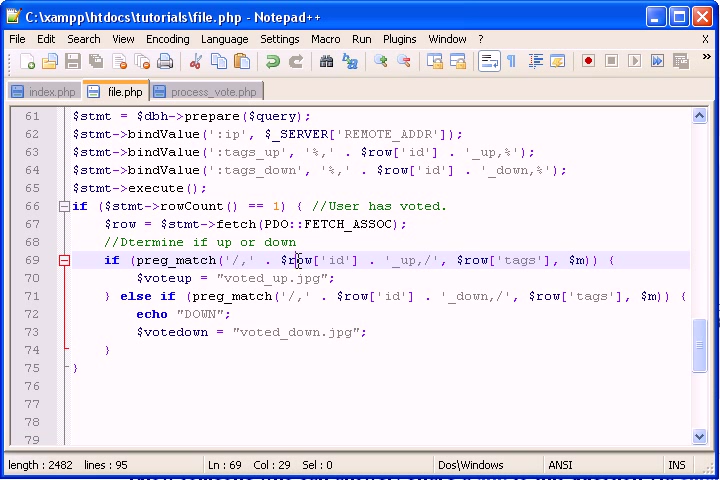 C:\xampp\htdocs\tutorials\file.php - Notepad++
File Edit Search View Encoding Language Settings Macro Run Plugins Window ? X
index.php file.php process_vote.php
61 $stmt = $dbh->prepare($query);
62 $stmt->bindValue(':ip', $_SERVER['REMOTE_ADDR']);
63 $stmt->bindValue(':tags_up', '%,' . $row['id'] . '_up,%');
64 $stmt->bindValue(':tags_down', '%,' . $row['id'] . '_down,%');
65 $stmt->execute();
66 if ($stmt->rowCount() == 1) { //User has voted.
67 $row = $stmt->fetch(PDO::FETCH_ASSOC);
68 //Dtermine if up or down
69 if (preg_match('/,' . $row['id'] . '_up,/', $row['tags'], $m)) {
70 $voteup = "voted_up.jpg";
71 } else if (preg_match('/,' . $row['id'] . '_down,/', $row['tags'], $m)) {
72 echo "DOWN";
73 $votedown = "voted_down.jpg";
74 }
75 }
76
77
78
79
length : 2482 lines : 95 Ln : 69 Col : 29 Sel : 0 Dos\Windows ANSI INS